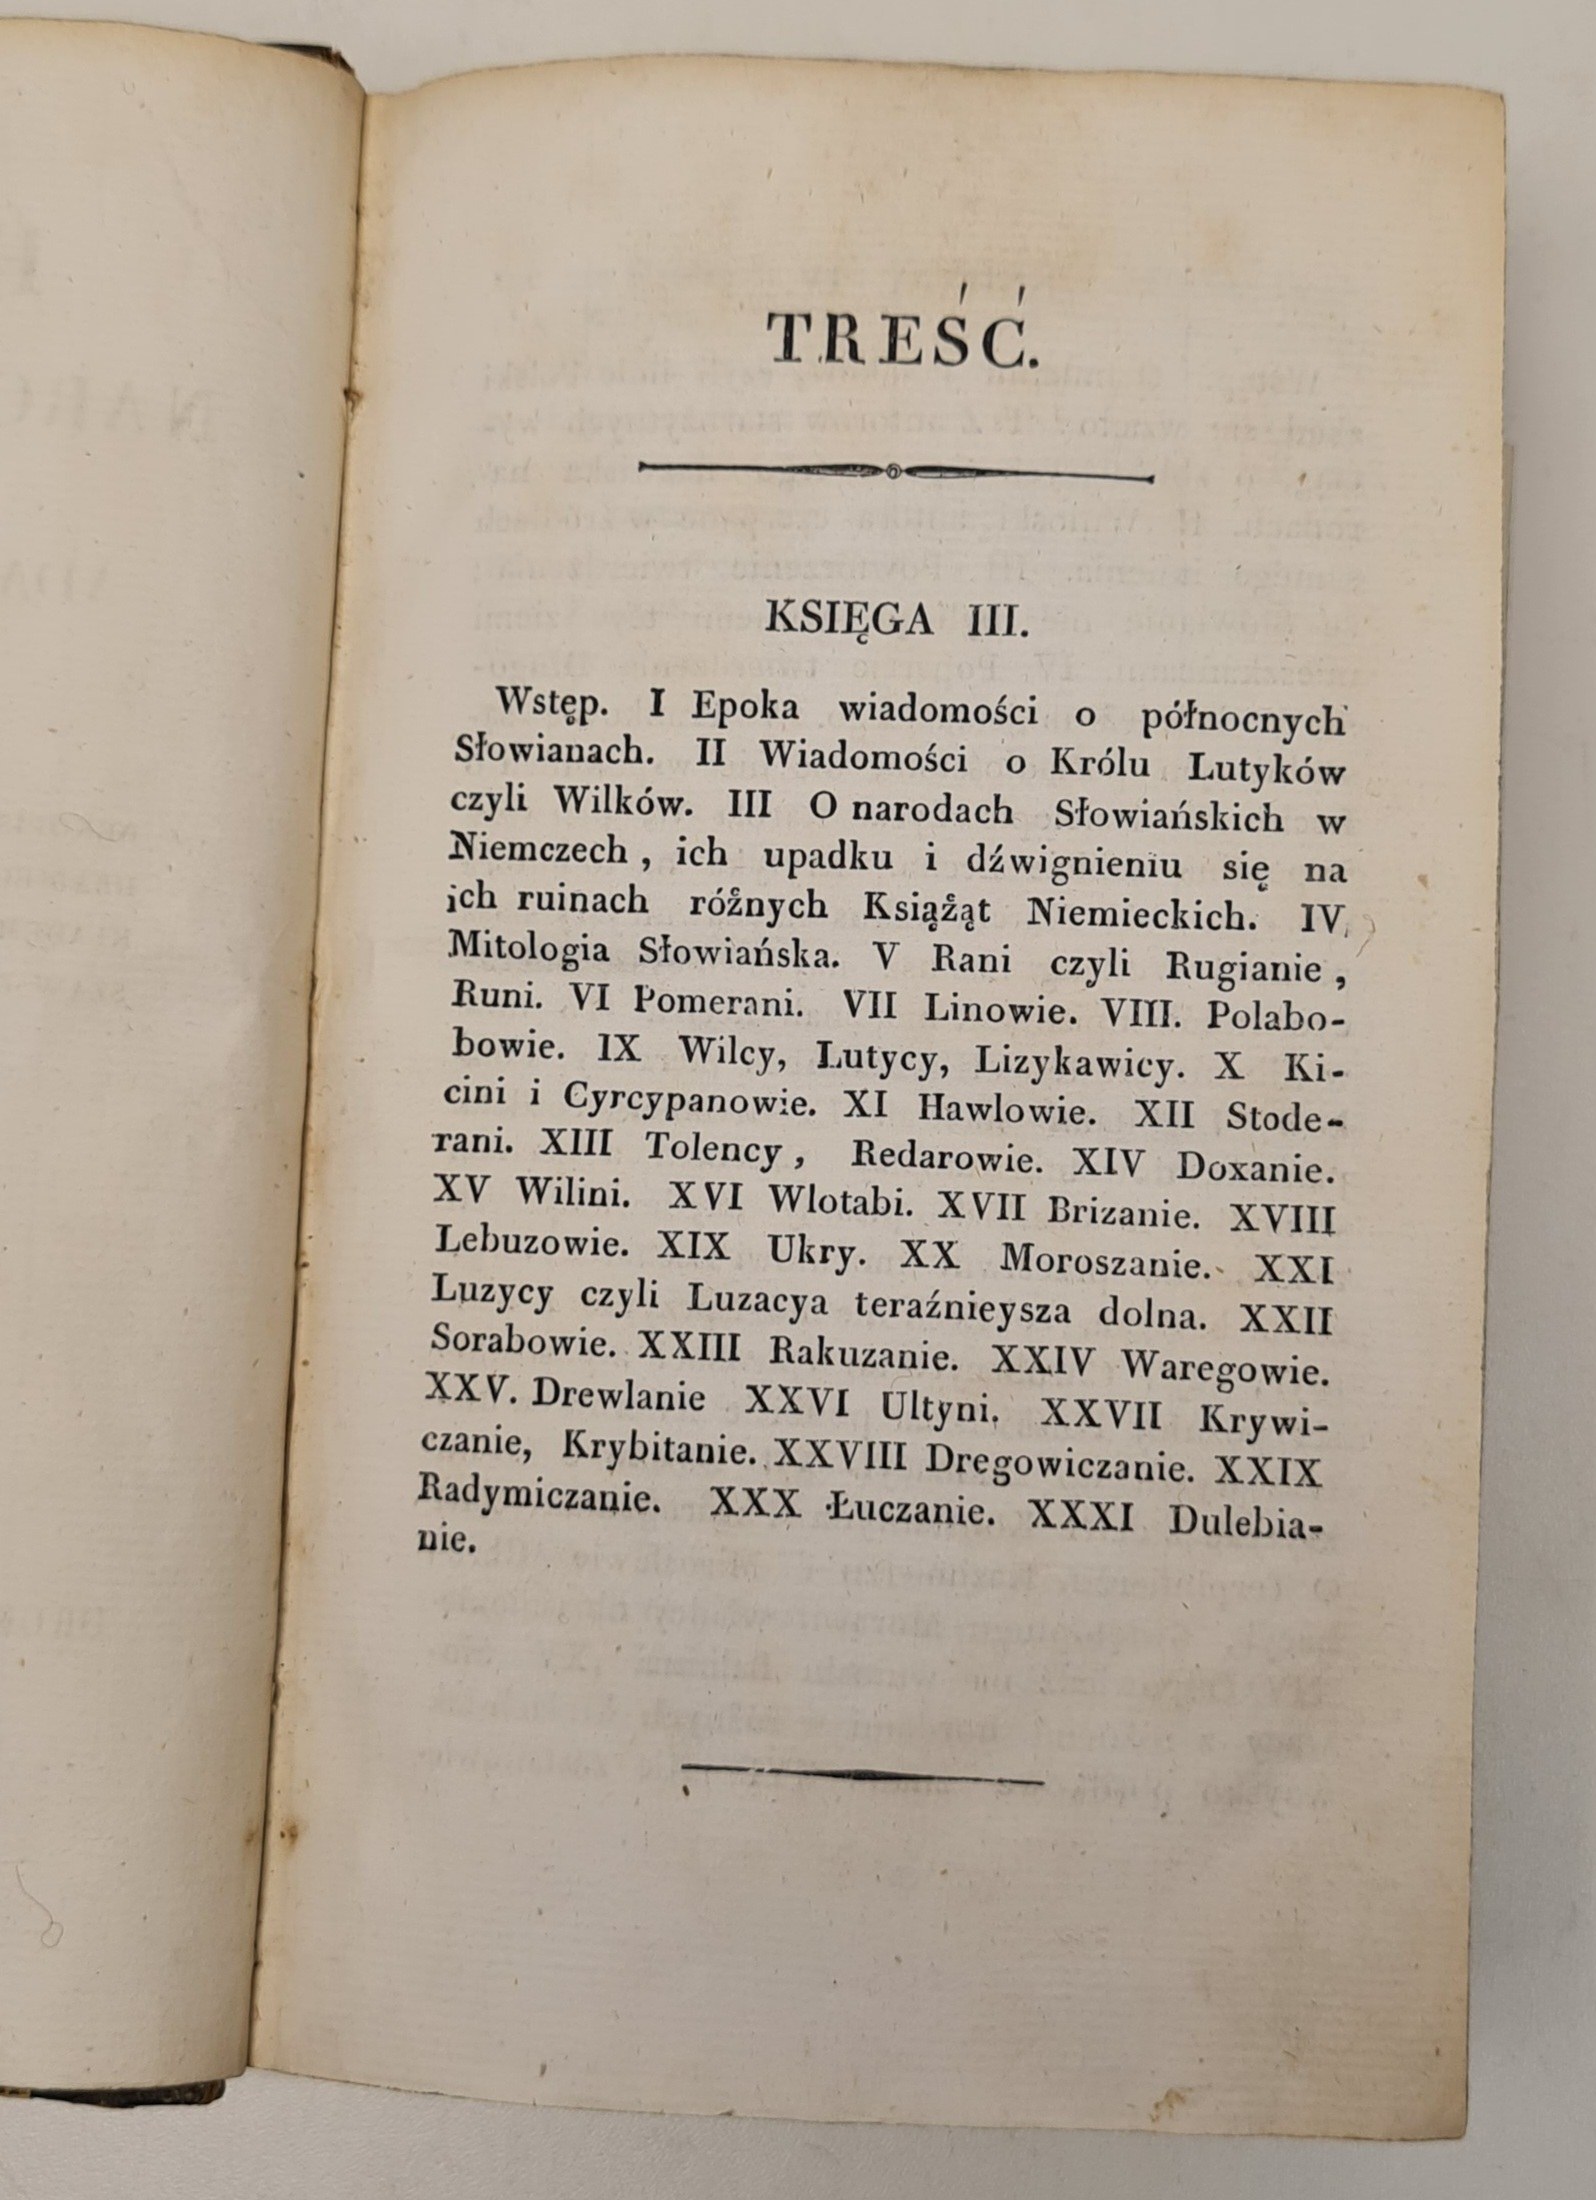 TREŚĆ.
KSIĘGA III.
Wstęp. I Epoka wiadomości o północnych
Słowianach. II Wiadomości o Królu Lutyków
czyli Wilków. III O narodach Słowiańskich w
Niemczech, ich upadku i dźwignieniu się na
ich ruinach różnych Książąt Niemieckich. IV
Mitologia Słowiańska. V Rani czyli Rugianie,
Runi. VI Pomerani. VII Linowie. VIII. Polabo-
bowie. IX Wilcy, Lutycy, Lizykawicy. X Ki-
cini i Cyrcypanowie. XI Hawlowie. XII Stode-
rani. XIII Tolency, Redarowie. XIV Doxanie.
XV Wilini. XVI Wlotabi. XVII Brizanie. XVIII
Lebuzowie. XIX Ukry. XX Moroszanie. XXI
Luzycy czyli Luzacya teraźnieysza dolna. XXII
Sorabowie. XXIII Rakuzanie. XXIV Waregowie.
XXV. Drewlanie XXVI Ultyni. XXVII Krywi-
czanie, Krybitanie. XXVIII Dregowiczanie. XXIX
Radymiczanie. XXX Łuczanie. XXXI Dulebia-
nie.